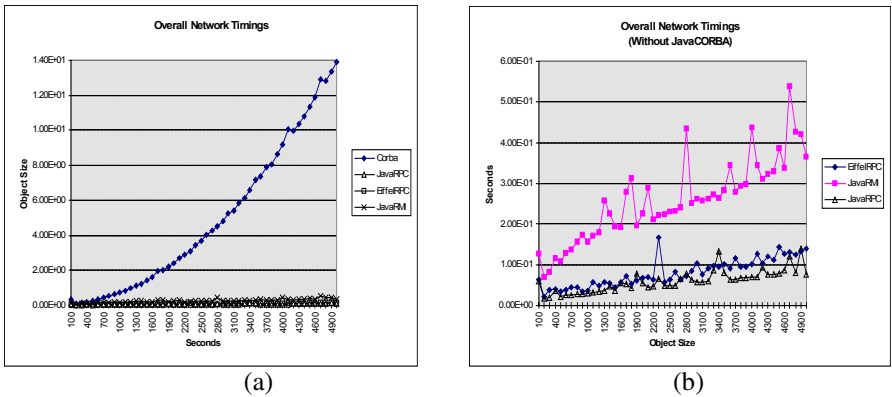 Overall Network Timings
1.40E+01
1.20E+01
1.00E+01
8.00E+00
6.00E+00
4.00E+00
2.00E+00
0.00E+00
Object Size
100
400
700
1000
1300
1600
1900
2200
2500
2800
3100
3400
3700
4000
4300
4600
4900
Seconds
Corba
JavaRPC
EiffelRPC
JavaRMI
(a)
Overall Network Timings
(Without JavaCORBA)
6.00E-01
5.00E-01
4.00E-01
3.00E-01
2.00E-01
1.00E-01
0.00E+00
Seconds
100
400
700
1000
1300
1600
1900
2200
2500
2800
3100
3400
3700
4000
4300
4600
4900
Object Size
EiffelRPC
JavaRMI
JavaRPC
(b)